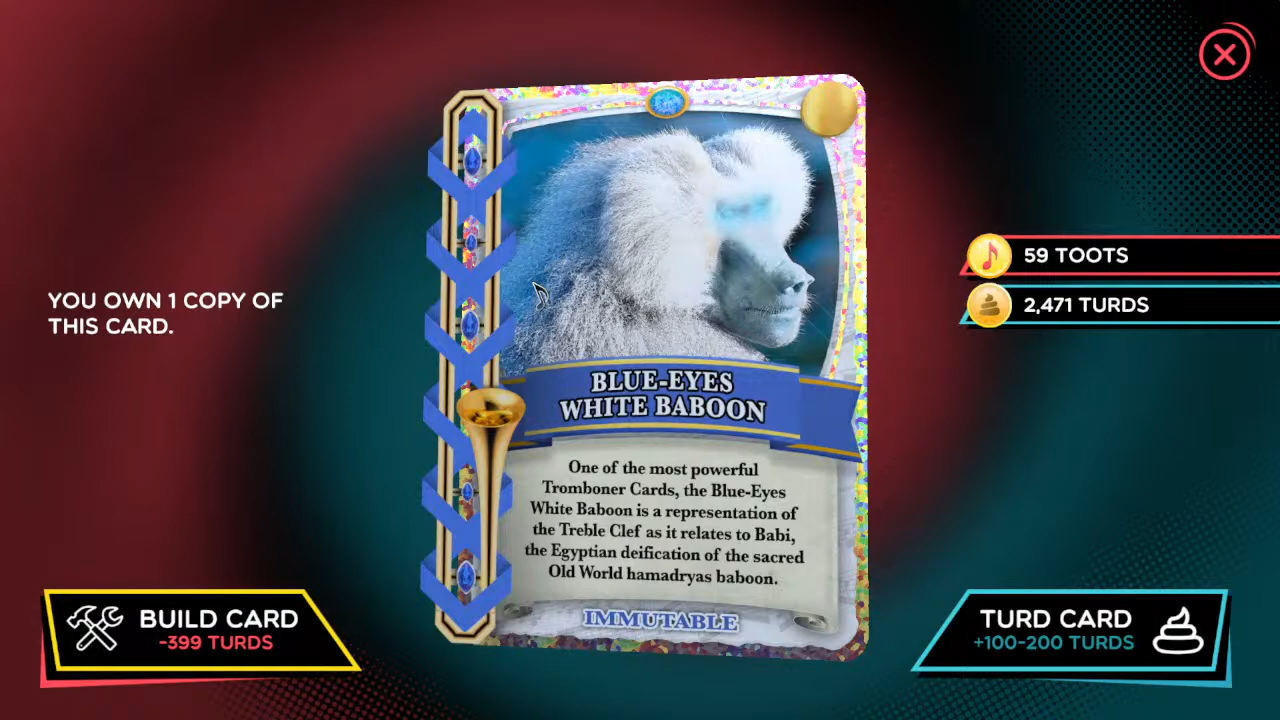 YOU OWN 1 COPY OF
THIS CARD.
BLUE-EYES
WHITE BABOON
One of the most powerful
Tromboner Cards, the Blue-Eyes
White Baboon is a representation of
the Treble Clef as it relates to Babi,
the Egyptian deification of the sacred
Old World hamadryas baboon.
IMMUTABLE
59 TOOTS
2,471 TURDS
BUILD CARD
-399 TURDS
TURD CARD
+100-200 TURDS